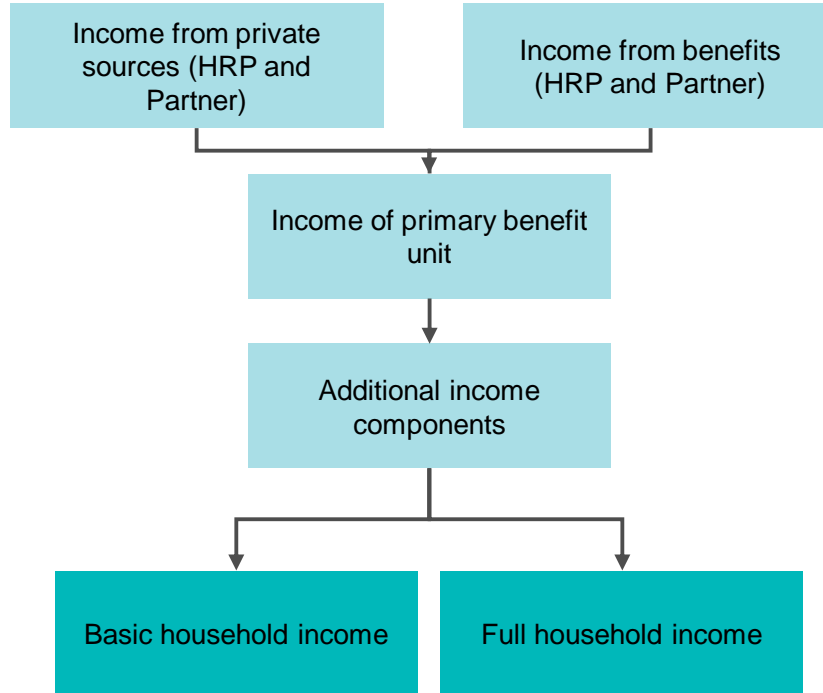 Income from private
sources (HRP and
Partner)
Income from benefits
(HRP and Partner)
Income of primary benefit
unit
Additional income
components
Basic household income
Full household income